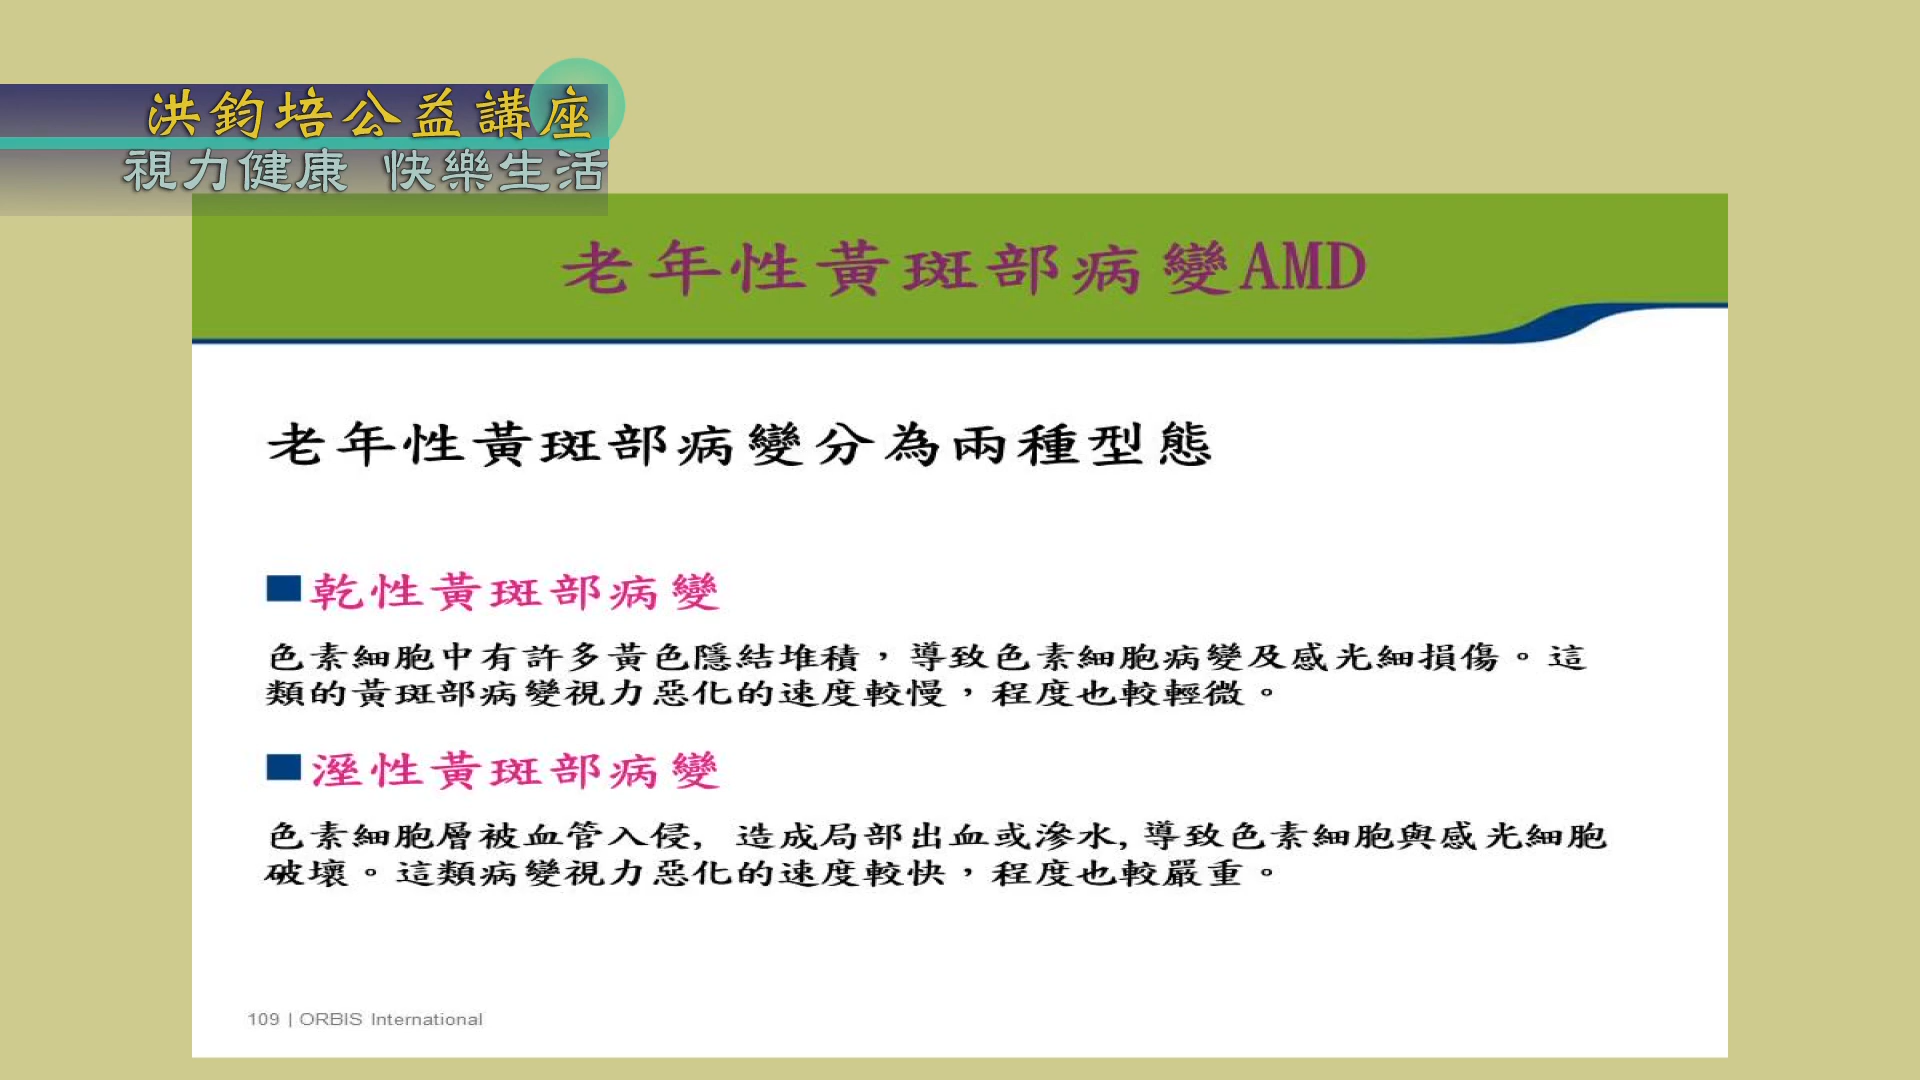 洪鈞培公益講座
視力健康 快樂生活
老年性黃斑部病變AMD
老年性黃斑部病變分為兩種型態
乾性黃斑部病變
色素細胞中有許多黃色隱結堆積，導致色素細胞病變及感光細損傷。這
類的黃斑部病變視力惡化的速度較慢，程度也較輕微。
溼性黃斑部病變
色素細胞層被血管入侵, 造成局部出血或滲水, 導致色素細胞與感光細胞
破壞。這類病變視力惡化的速度較快，程度也較嚴重。
109 | ORBIS International